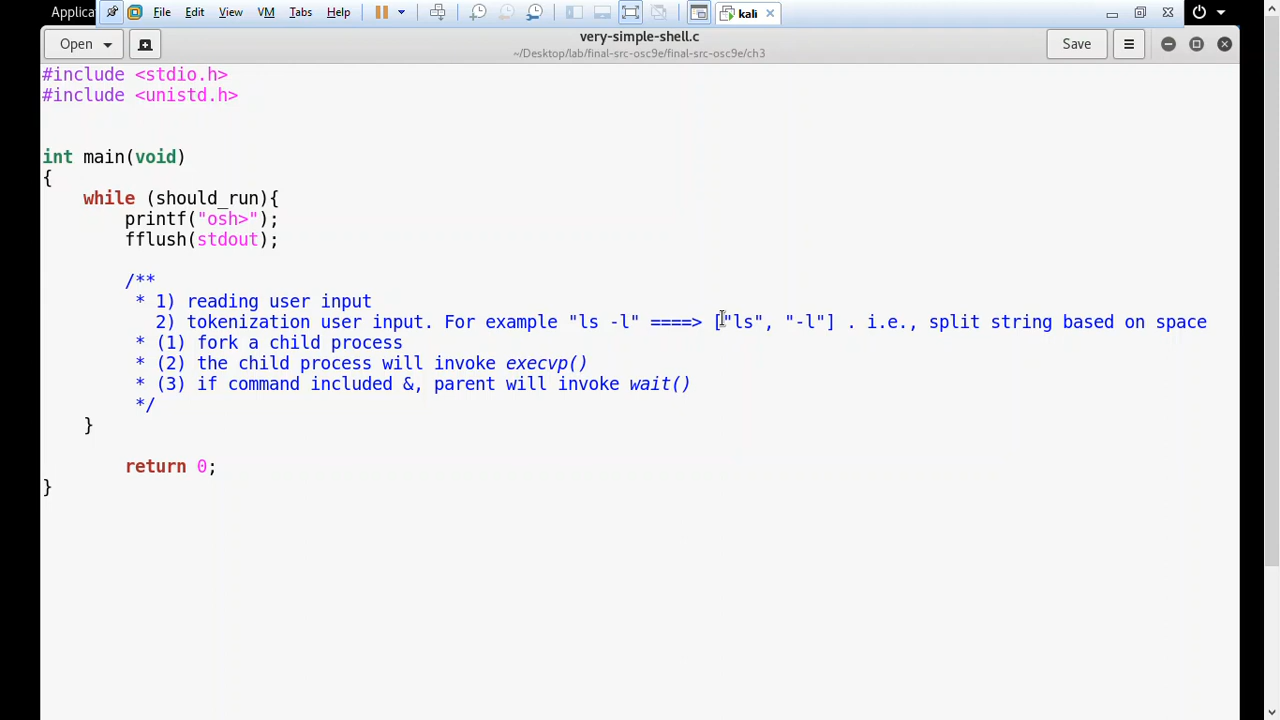 Applica File Edit View VM Tabs Help kali
Open very-simple-shell.c Save
~/Desktop/lab/final-src-osc9e/final-src-osc9e/ch3
#include <stdio.h>
#include <unistd.h>
int main(void)
{
while (should_run){
printf("osh>");
fflush(stdout);
/**
* 1) reading user input
2) tokenization user input. For example "ls -l" ====> ["ls", "-l"] . i.e., split string based on space
* (1) fork a child process
* (2) the child process will invoke execvp()
* (3) if command included &, parent will invoke wait()
*/
}
return 0;
}